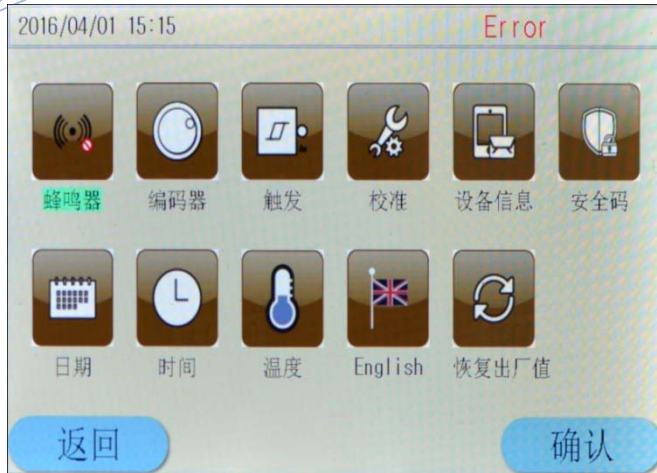 2016/04/01 15:15 Error
蜂鸣器 编码器 触发 校准 设备信息 安全码
日期 时间 温度 English 恢复出厂值
返回 确认